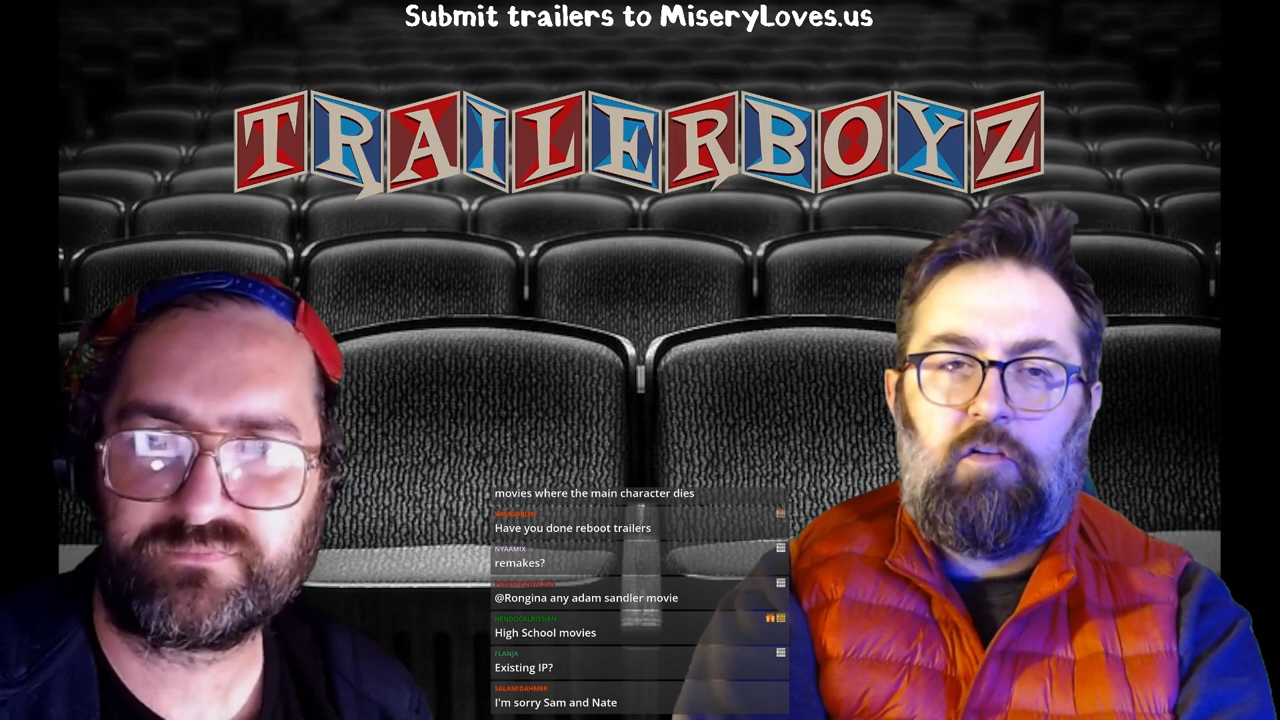 Submit trailers to MiseryLoves.us
TRAILERBOYZ
movies where the main character dies
Have you done reboot trailers
NYAAMIX
remakes?
@Rongina any adam sandler movie
HENDOCALRISSIAN
High School movies
FLANJA
Existing IP?
SALAMIDAHMER
I'm sorry Sam and Nate